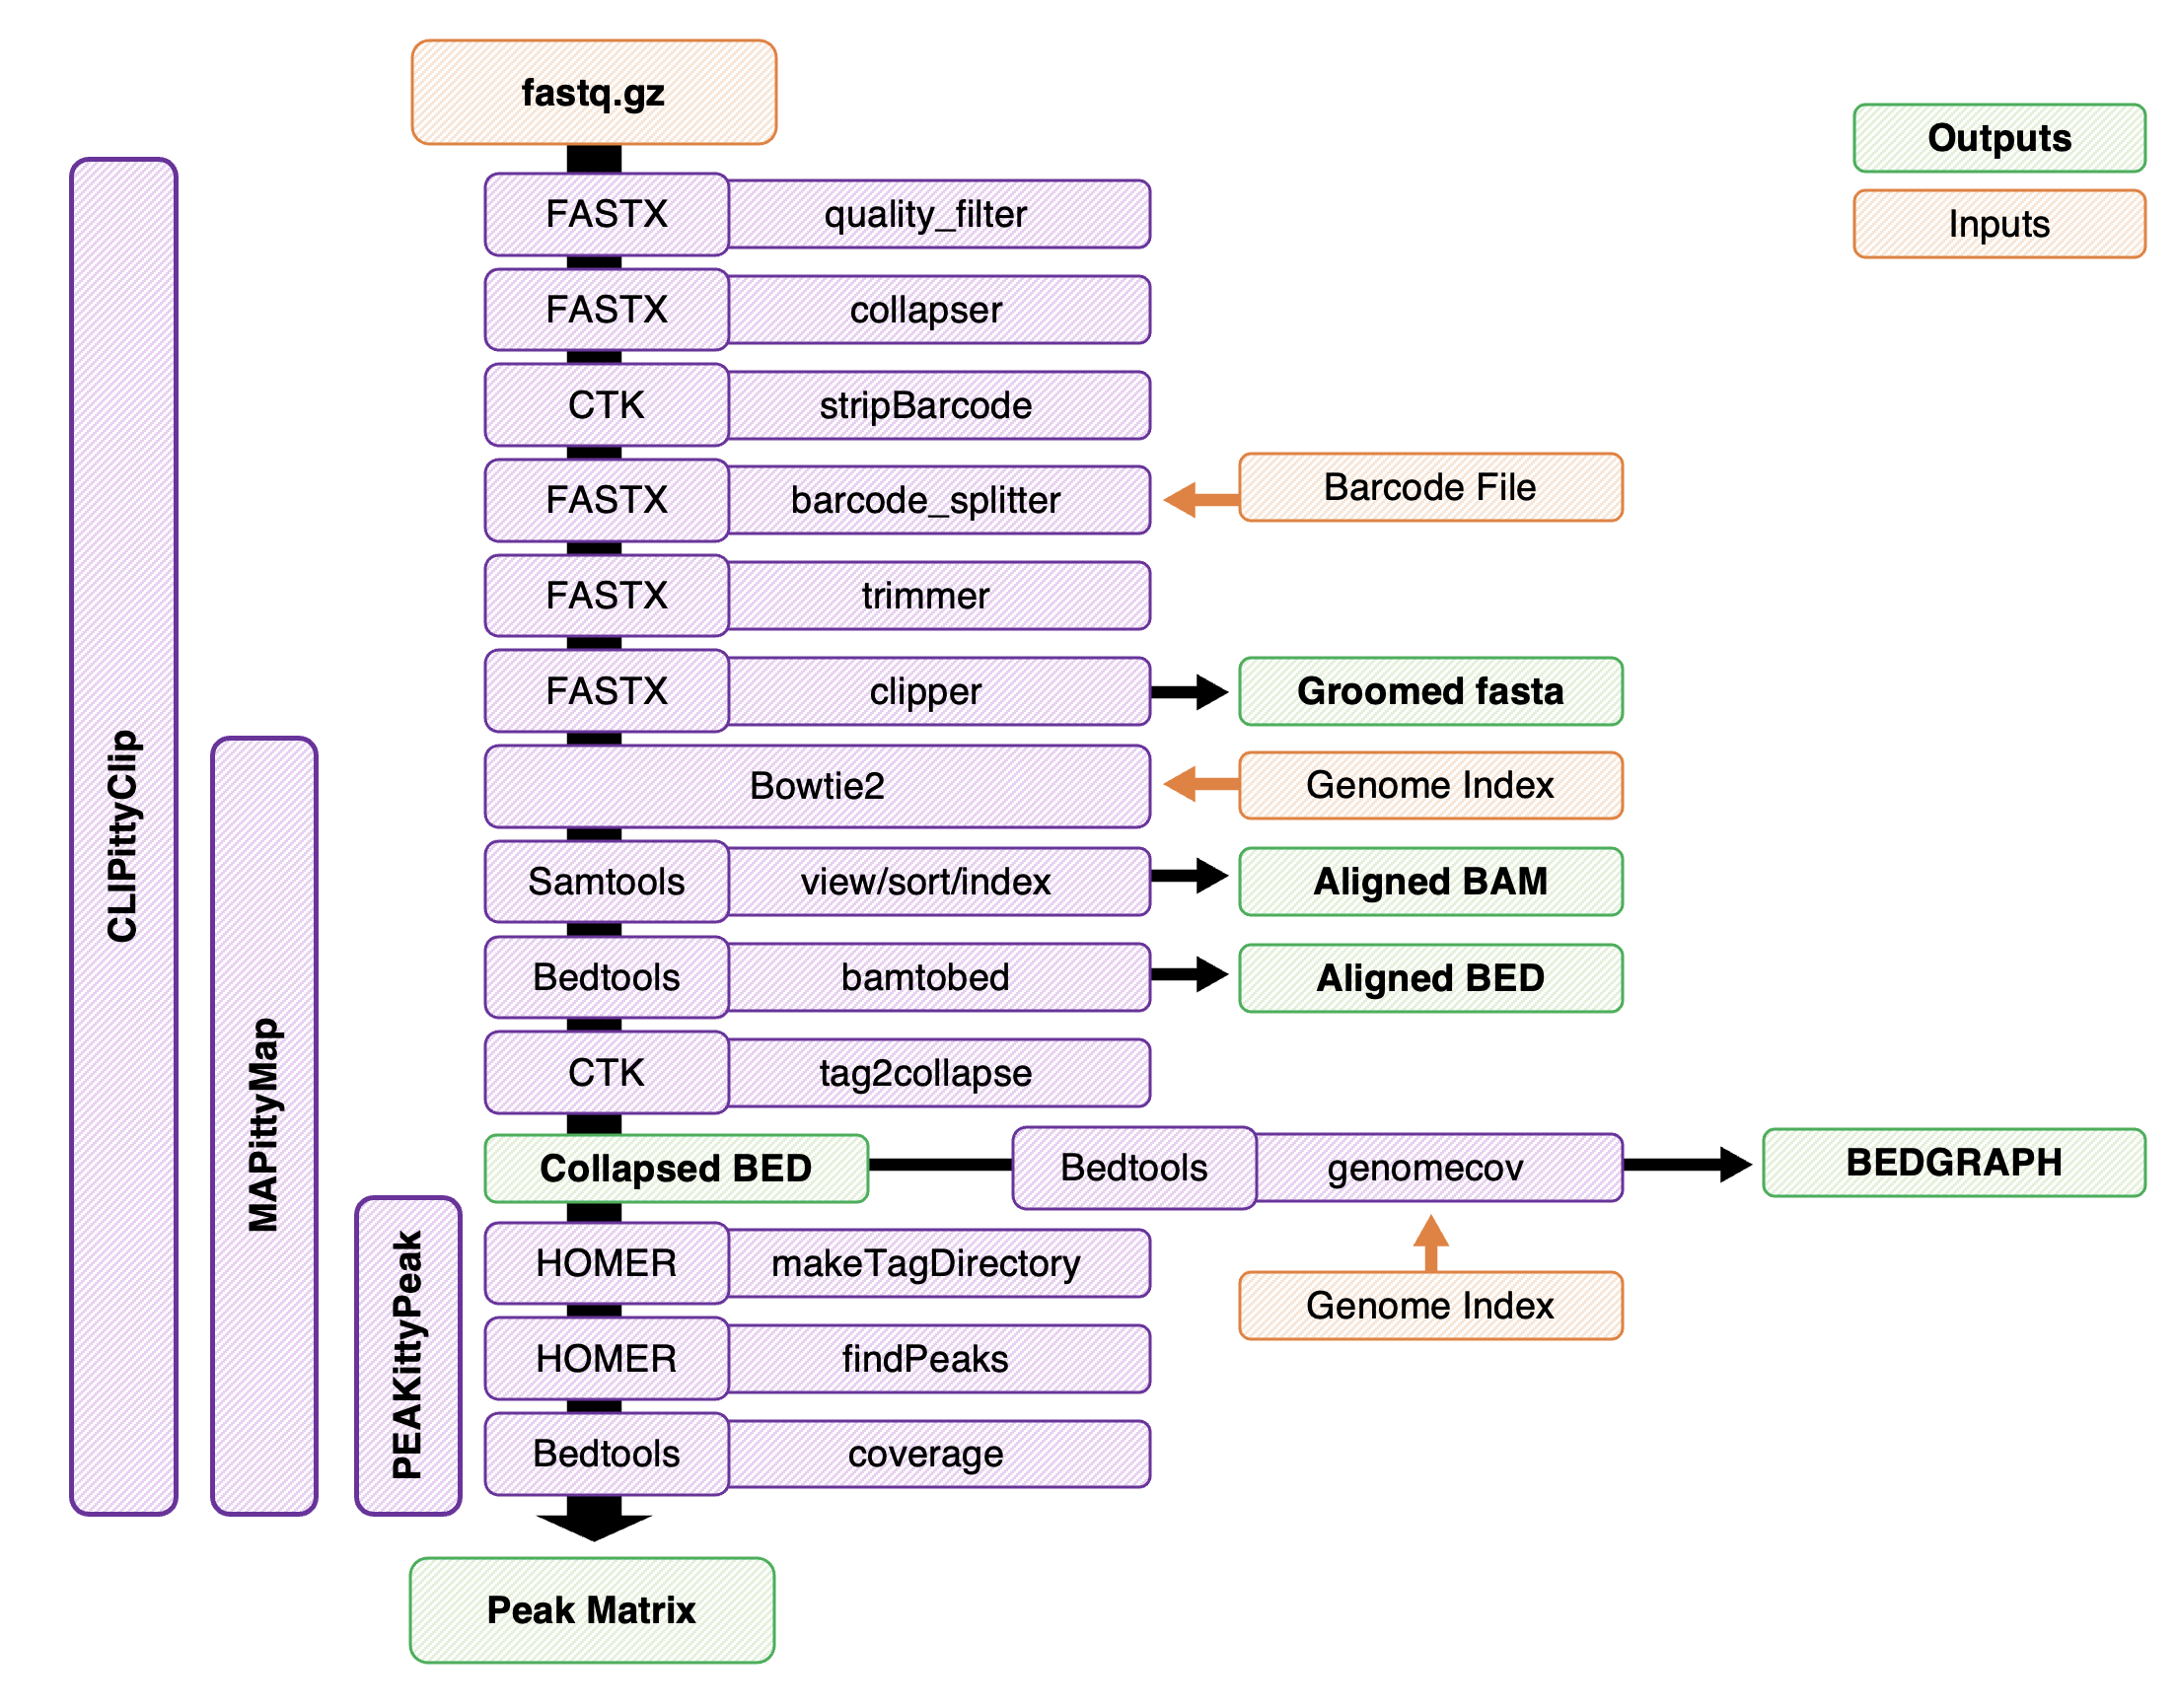 fastq.gz
Outputs
Inputs
FASTX quality_filter
FASTX collapser
CTK stripBarcode
FASTX barcode_splitter Barcode File
FASTX trimmer
FASTX clipper Groomed fasta
Bowtie2 Genome Index
Samtools view/sort/index Aligned BAM
Bedtools bamtobed Aligned BED
CTK tag2collapse
Collapsed BED Bedtools genomecov BEDGRAPH
HOMER makeTagDirectory
Genome Index
HOMER findPeaks
Bedtools coverage
Peak Matrix
CLIPittyClip
MAPittyMap
PEAKittyPeak